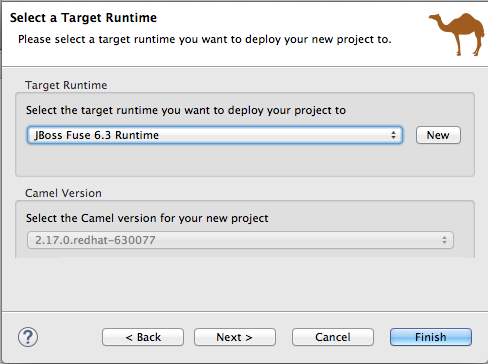 Select a Target Runtime
Please select a target runtime you want to deploy your new project to.
Target Runtime
Select the target runtime you want to deploy your project to
JBoss Fuse 6.3 Runtime
New
Camel Version
Select the Camel version for your new project
2.17.0.redhat-630077
?
< Back
Next >
Cancel
Finish